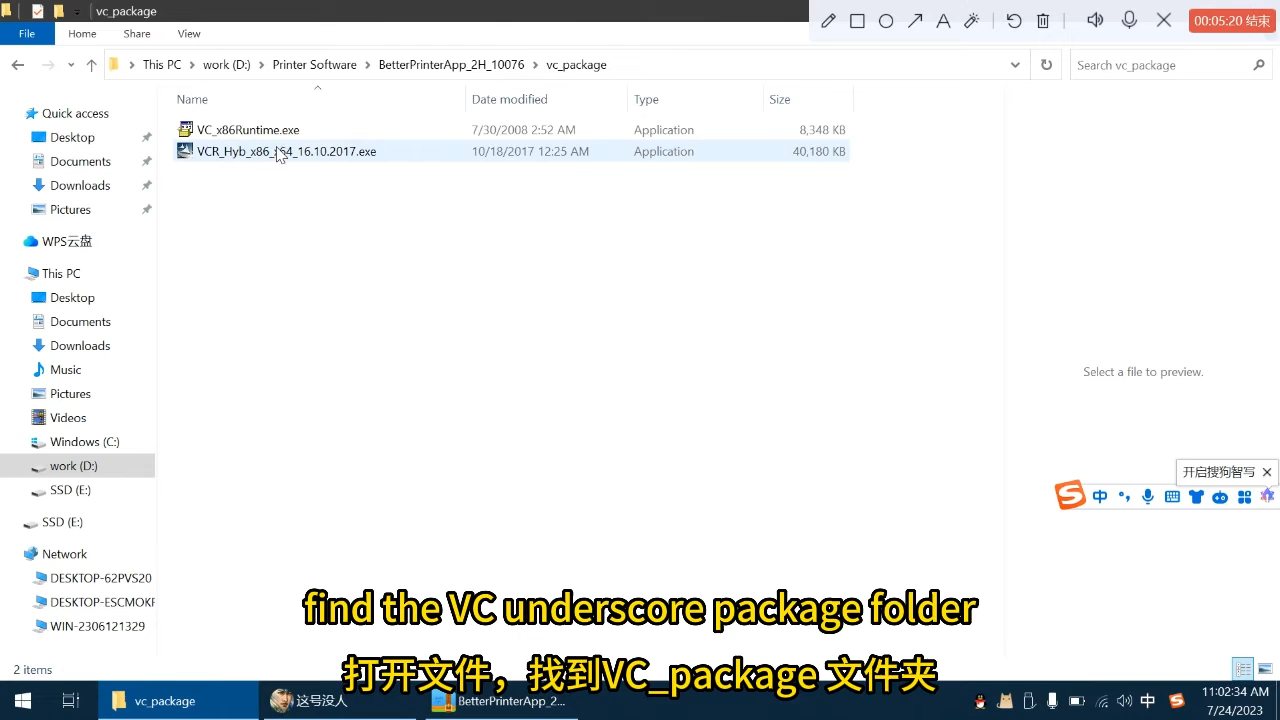 vc_package
00:05:20 结束
File Home Share View
This PC work (D:) Printer Software BetterPrinterApp_2H_10076 vc_package
Search vc_package
Name Date modified Type Size
VC_x86Runtime.exe 7/30/2008 2:52 AM Application 8,348 KB
VCR_Hyb_x86_x64_16.10.2017.exe 10/18/2017 12:25 AM Application 40,180 KB
Quick access
Desktop
Documents
Downloads
Pictures
WPS云盘
This PC
Desktop
Documents
Downloads
Music
Pictures
Videos
Windows (C:)
work (D:)
SSD (E:)
SSD (E:)
Network
DESKTOP-62PVS20
DESKTOP-ESCMOKF
WIN-2306121329
Select a file to preview.
开启搜狗智写
中
find the VC underscore package folder
打开文件，找到VC_package 文件夹
2 items
vc_package
这号没人
BetterPrinterApp_2...
中
11:02:34 AM
7/24/2023